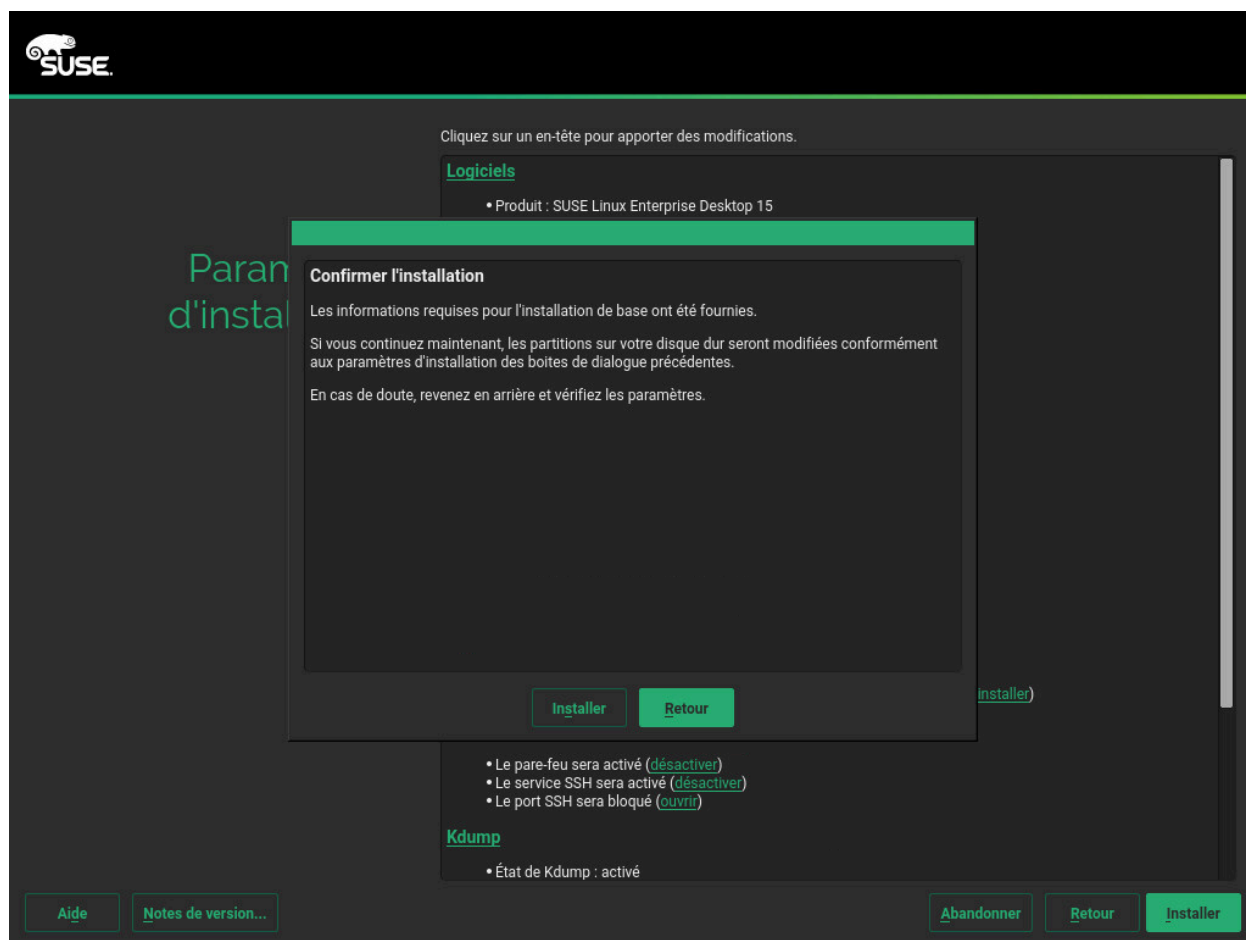 SUSE.
Cliquez sur un en-tête pour apporter des modifications.
Logiciels
• Produit : SUSE Linux Enterprise Desktop 15
Confirmer l'installation
Les informations requises pour l'installation de base ont été fournies.
Si vous continuez maintenant, les partitions sur votre disque dur seront modifiées conformément
aux paramètres d'installation des boites de dialogue précédentes.
En cas de doute, revenez en arrière et vérifiez les paramètres.
Installer
Retour
installer)
• Le pare-feu sera activé (désactiver)
• Le service SSH sera activé (désactiver)
• Le port SSH sera bloqué (ouvrir)
Kdump
• État de Kdump : activé
Aide
Notes de version...
Abandonner
Retour
Installer